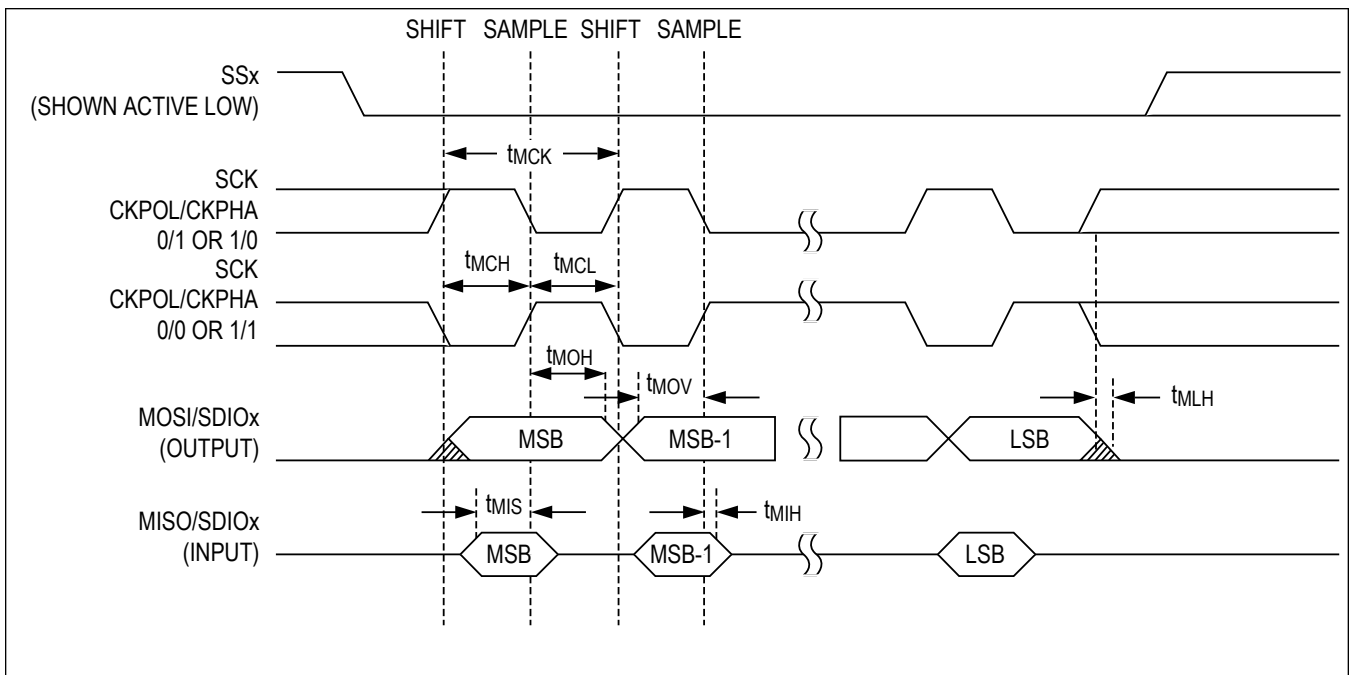 SHIFT SAMPLE SHIFT SAMPLE
SSx
(SHOWN ACTIVE LOW)
tMCK
SCK
CKPOL/CKPHA
0/1 OR 1/0
tMCH tMCL
SCK
CKPOL/CKPHA
0/0 OR 1/1
tMOH
tMOV
tMLH
MOSI/SDIOx
(OUTPUT)
MSB MSB-1 LSB
tMIS
tMIH
MISO/SDIOx
(INPUT)
MSB MSB-1 LSB